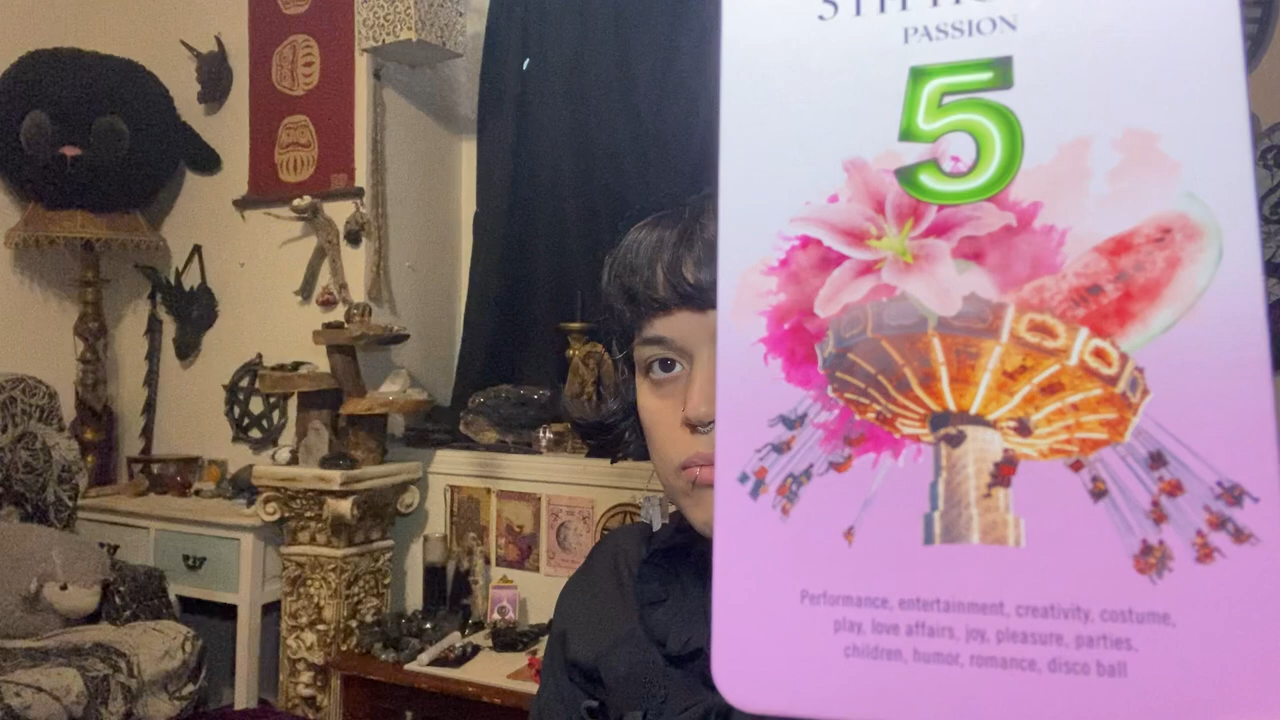 PASSION
5
Performance, entertainment, creativity, costume,
play, love affairs, joy, pleasure, parties,
children, humor, romance, disco ball